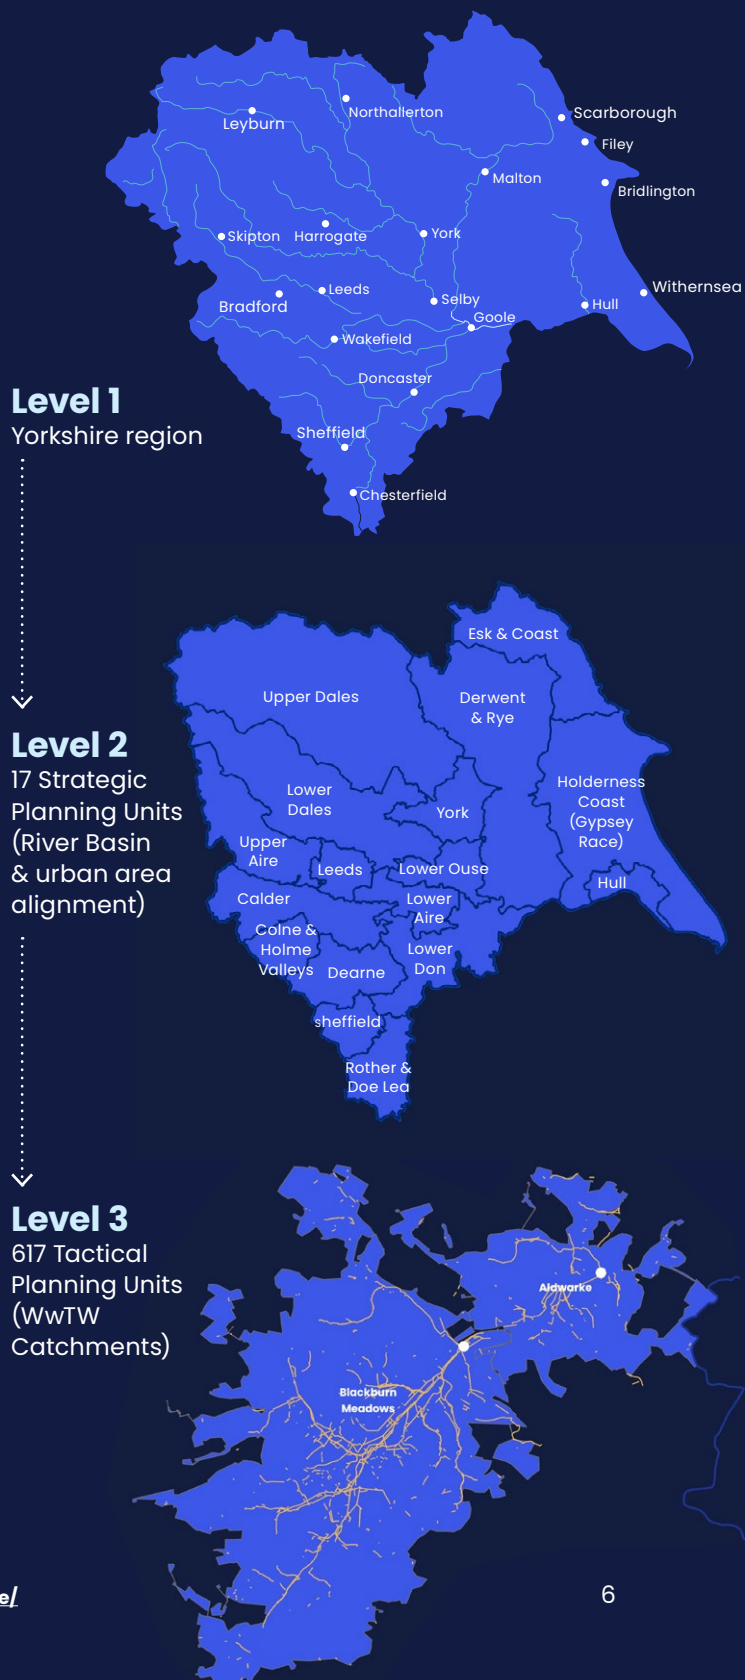 Scarborough
Northallerton
Leyburn
Filey
Malton
Bridlington
York
Skipton
Harrogate
Withernsea
Leeds
Selby
Hull
Bradford
Goole
Wakefield
Doncaster
Level 1
Yorkshire region
Sheffield
Chesterfield
Esk & Coast
Upper Dales
Derwent
& Rye
Level 2
17 Strategic
Planning Units
(River Basin
& urban area
alignment)
Lower
Dales
York
Holderness
Coast
(Gypsey
Race)
Upper
Aire
Leeds
Lower Ouse
Hull
Calder
Lower
Aire
Colne &
Holme
Valleys
Dearne
Lower
Don
sheffield
Rother &
Doe Lea
Level 3
617 Tactical
Planning Units
(WwTW
Catchments)
Aldwarke
Blackburn
Meadows
e/
6